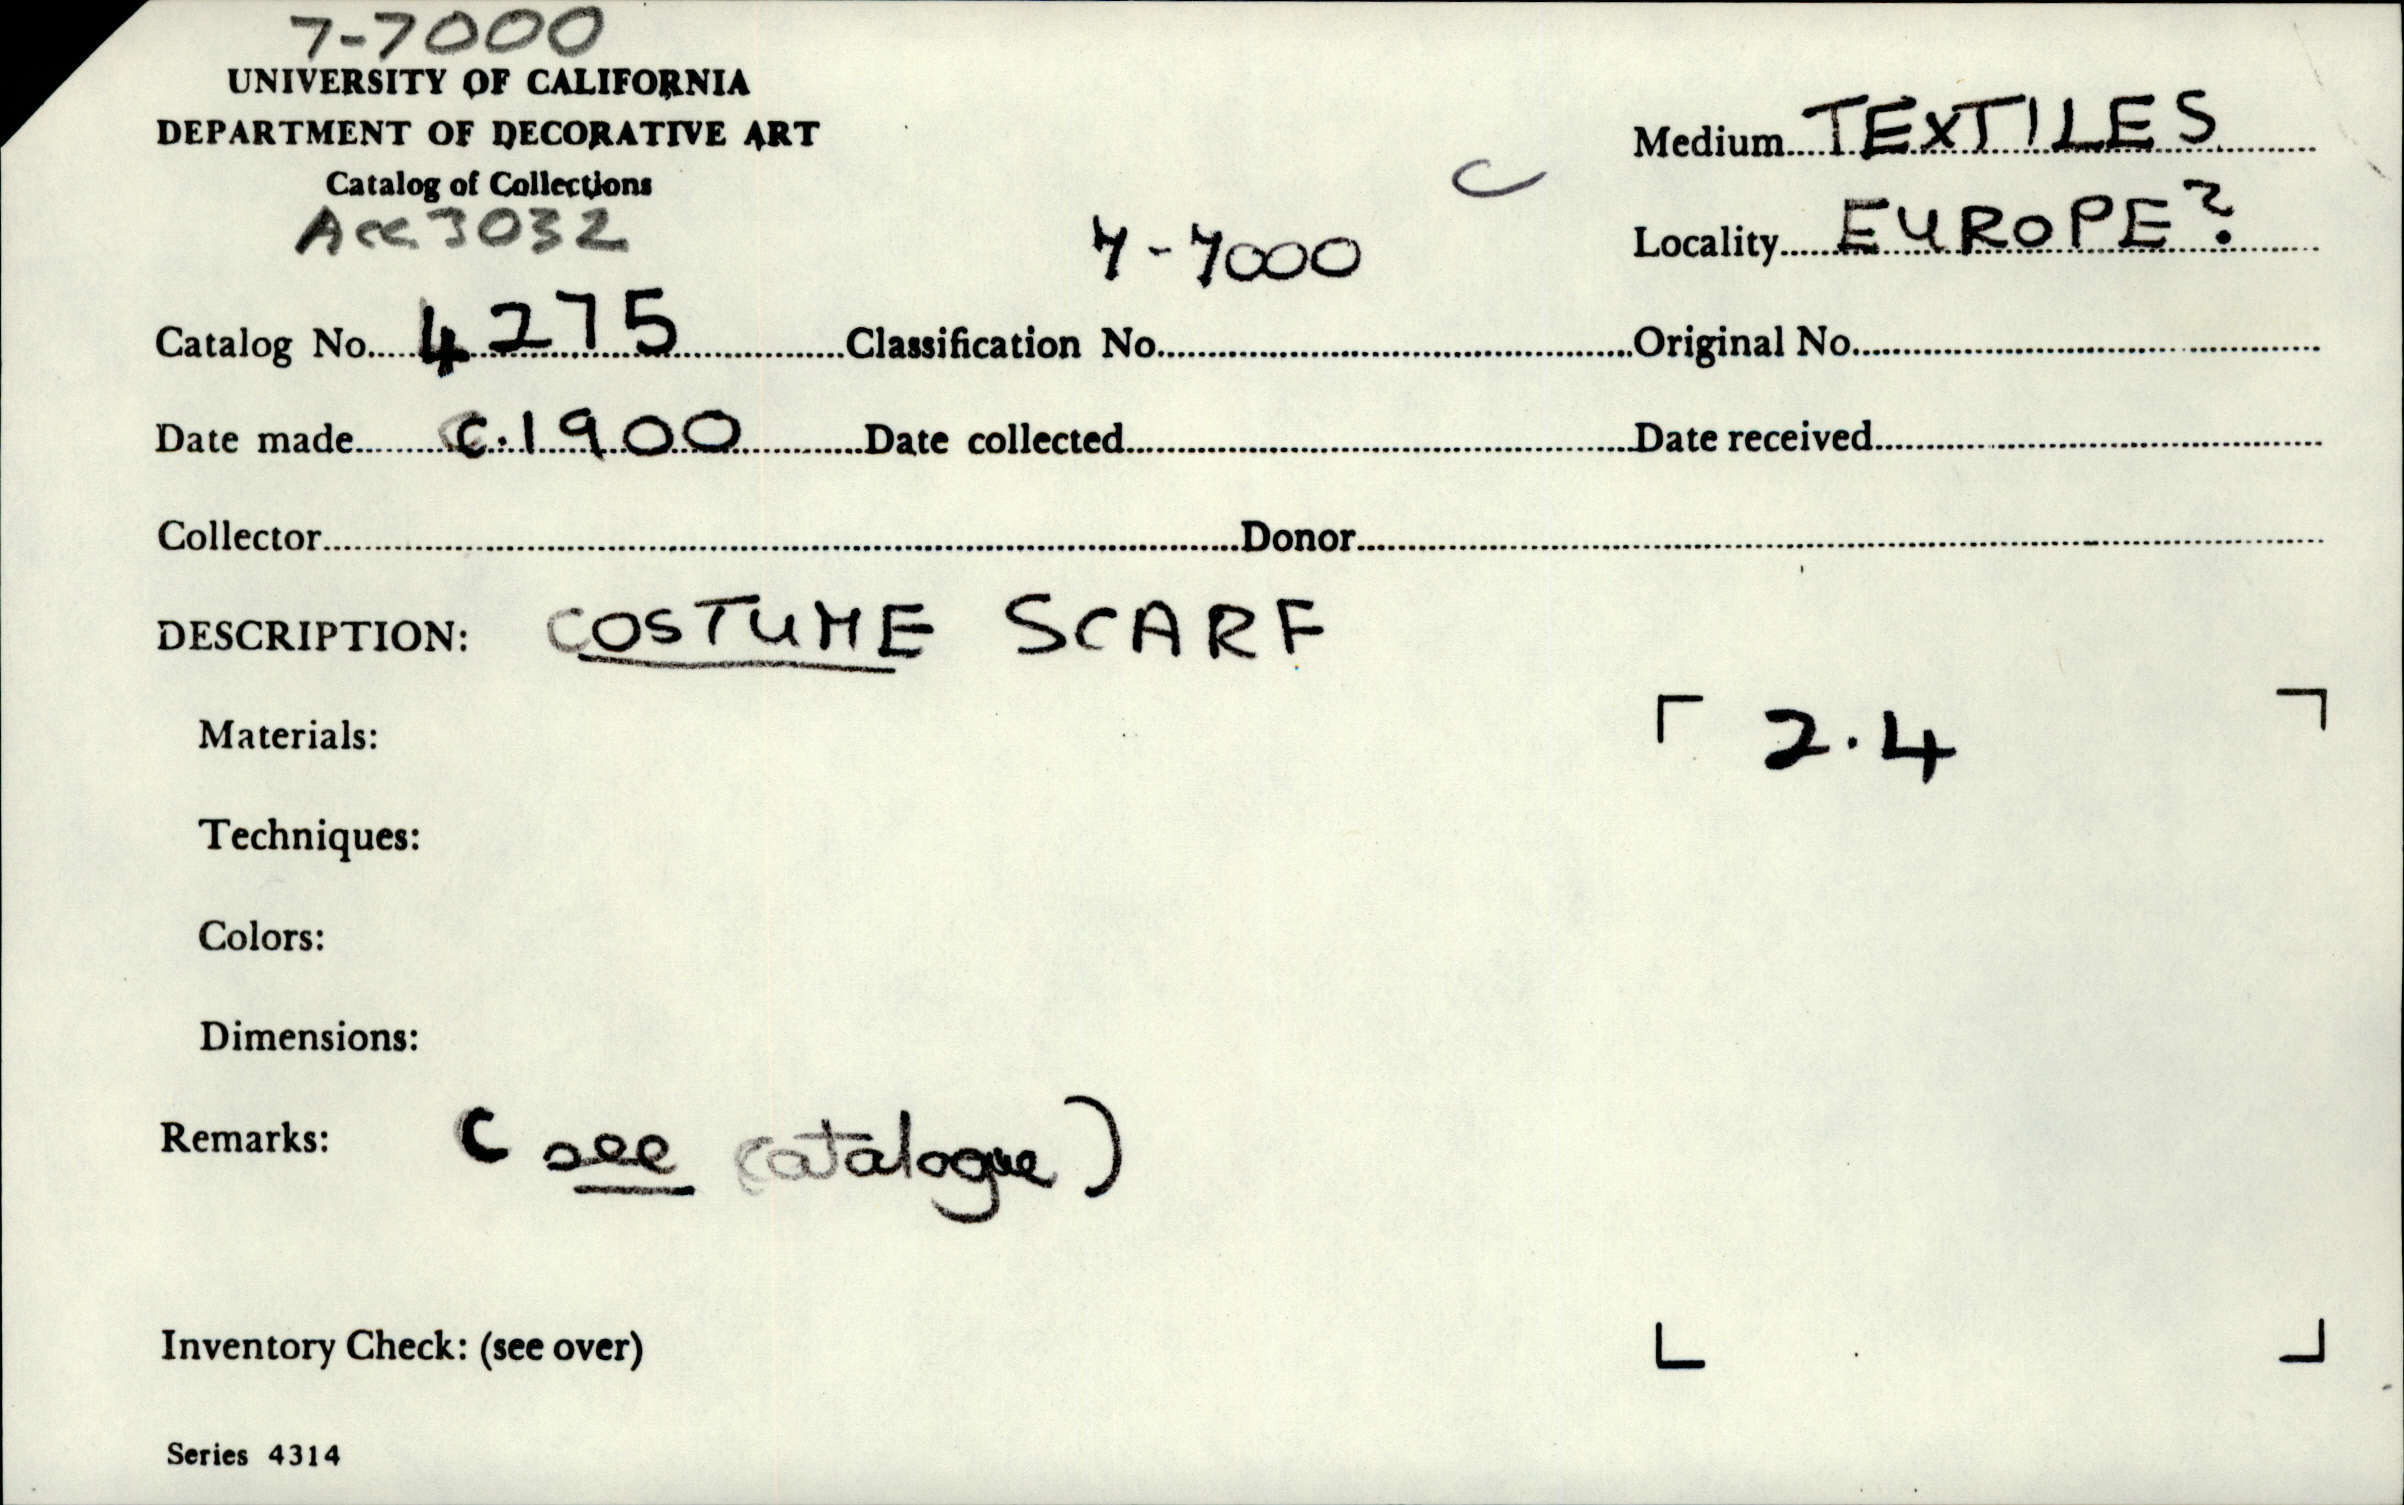 7-7000
UNIVERSITY OF CALIFORNIA
DEPARTMENT OF DECORATIVE ART
Catalog of Collections
Acc 3032
C
7-7000
Medium....TEXTILES
Locality....EUROPE?
Catalog No....4275....Classification No....Original No....
Date made....C.1900....Date collected....Date received....
Collector....Donor....
DESCRIPTION: COSTUME SCARF
Materials: 2.4
Techniques:
Colors:
Dimensions:
Remarks: (see catalogue)
Inventory Check: (see over)
Series 4314